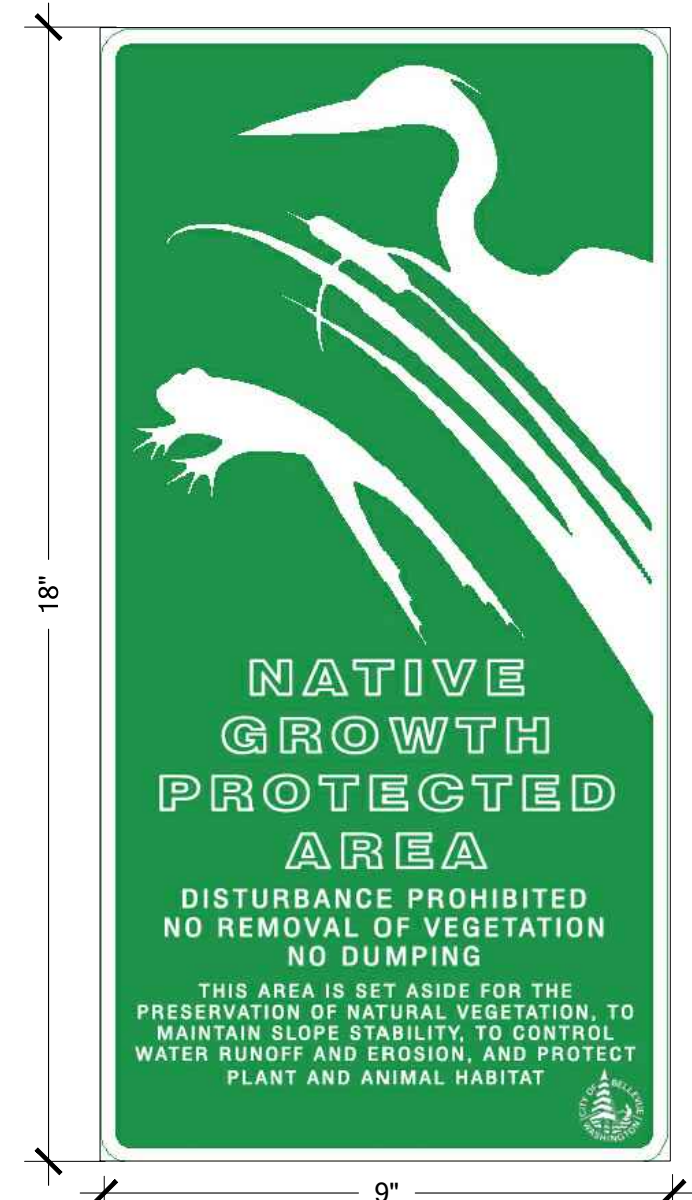 18"
NATIVE
GROWTH
PROTECTED
AREA
DISTURBANCE PROHIBITED
NO REMOVAL OF VEGETATION
NO DUMPING
THIS AREA IS SET ASIDE FOR THE
PRESERVATION OF NATURAL VEGETATION, TO
MAINTAIN SLOPE STABILITY, TO CONTROL
WATER RUNOFF AND EROSION, AND PROTECT
PLANT AND ANIMAL HABITAT
CITY OF BELLEVUE
WASHINGTON
9"